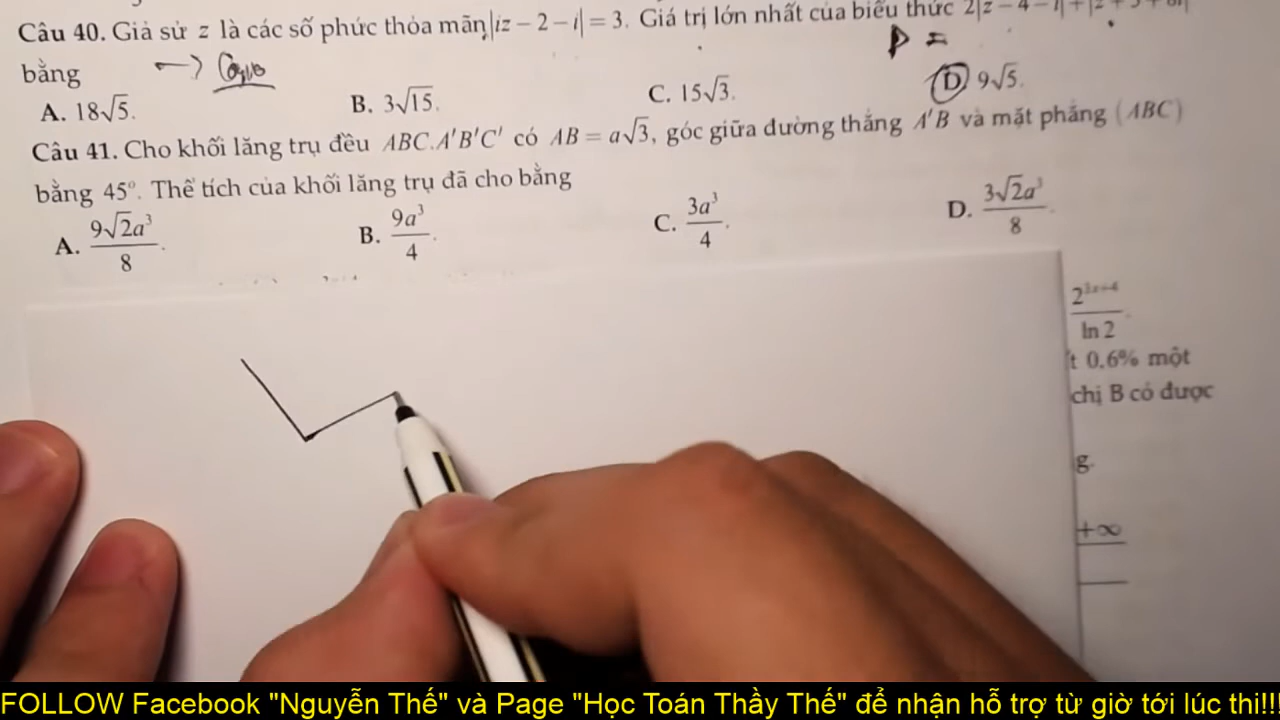 Câu 40. Giả sử z là các số phức thỏa mãn |iz − 2 − i| = 3. Giá trị lớn nhất của biểu thức 2|z − 4 − i| + |z + 5 + 8i|
P =
bằng
A. 18√5. B. 3√15. C. 15√3. D. 9√5.
Câu 41. Cho khối lăng trụ đều ABC.A'B'C' có AB = a√3, góc giữa đường thẳng A'B và mặt phẳng (ABC)
bằng 45°. Thể tích của khối lăng trụ đã cho bằng
A. 9√2a³/8. B. 9a³/4. C. 3a³/4. D. 3√2a³/8.
ln 2
t 0,6% một
chị B có được
g.
+∞
FOLLOW Facebook "Nguyễn Thế" và Page "Học Toán Thầy Thế" để nhận hỗ trợ từ giờ tới lúc thi!!!